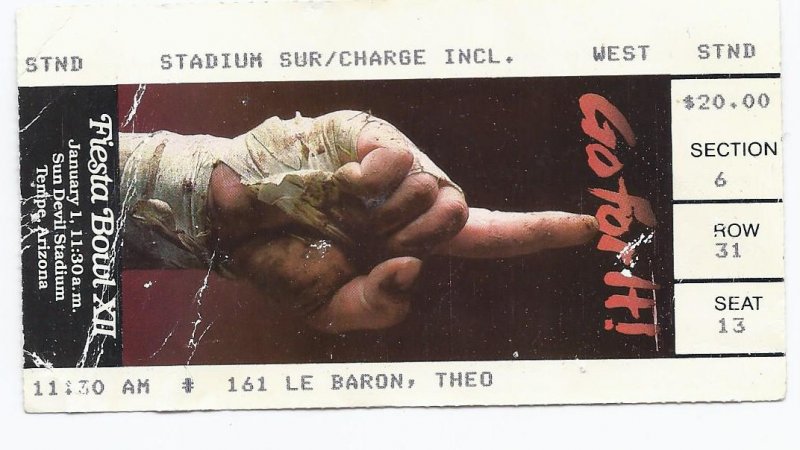 STND STADIUM SUR/CHARGE INCL. WEST STND
Fiesta Bowl XII
January 1, 11:30 a.m.
Sun Devil Stadium
Tempe, Arizona
Go for It!
$20.00
SECTION
6
ROW
31
SEAT
13
11:30 AM * 161 LE BARON, THEO